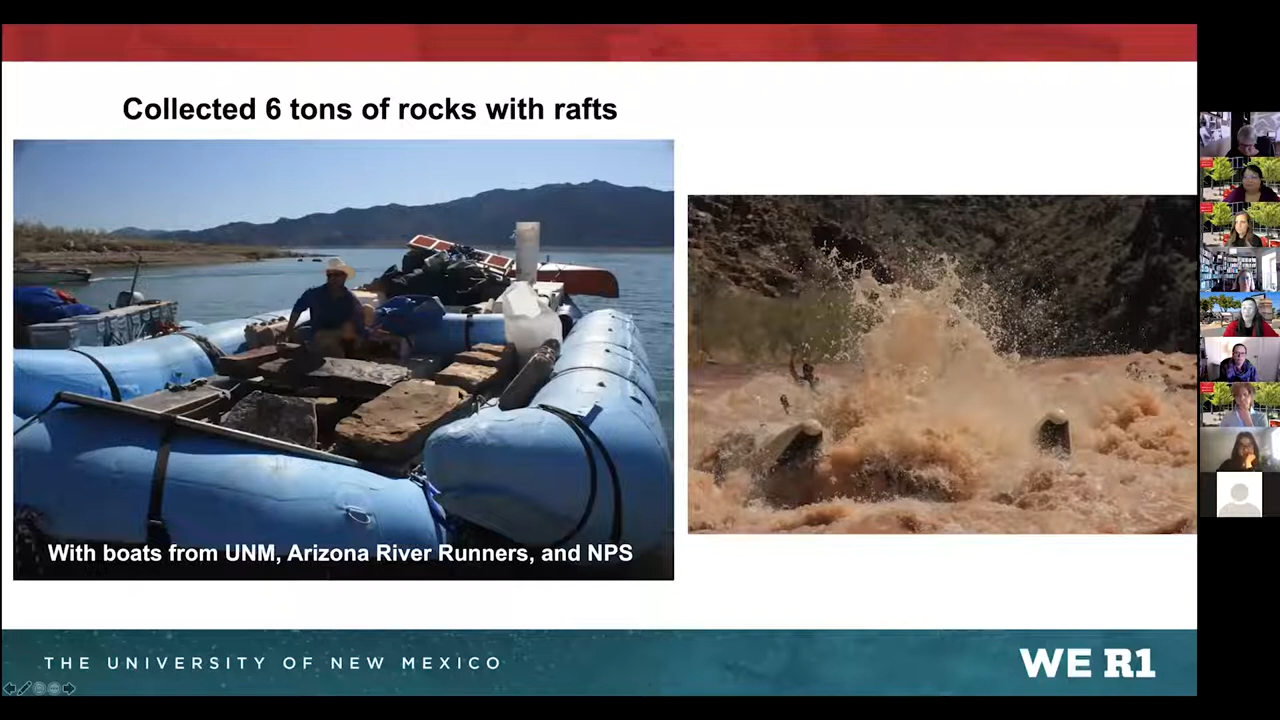 Collected 6 tons of rocks with rafts
With boats from UNM, Arizona River Runners, and NPS
THE UNIVERSITY OF NEW MEXICO
WE R1